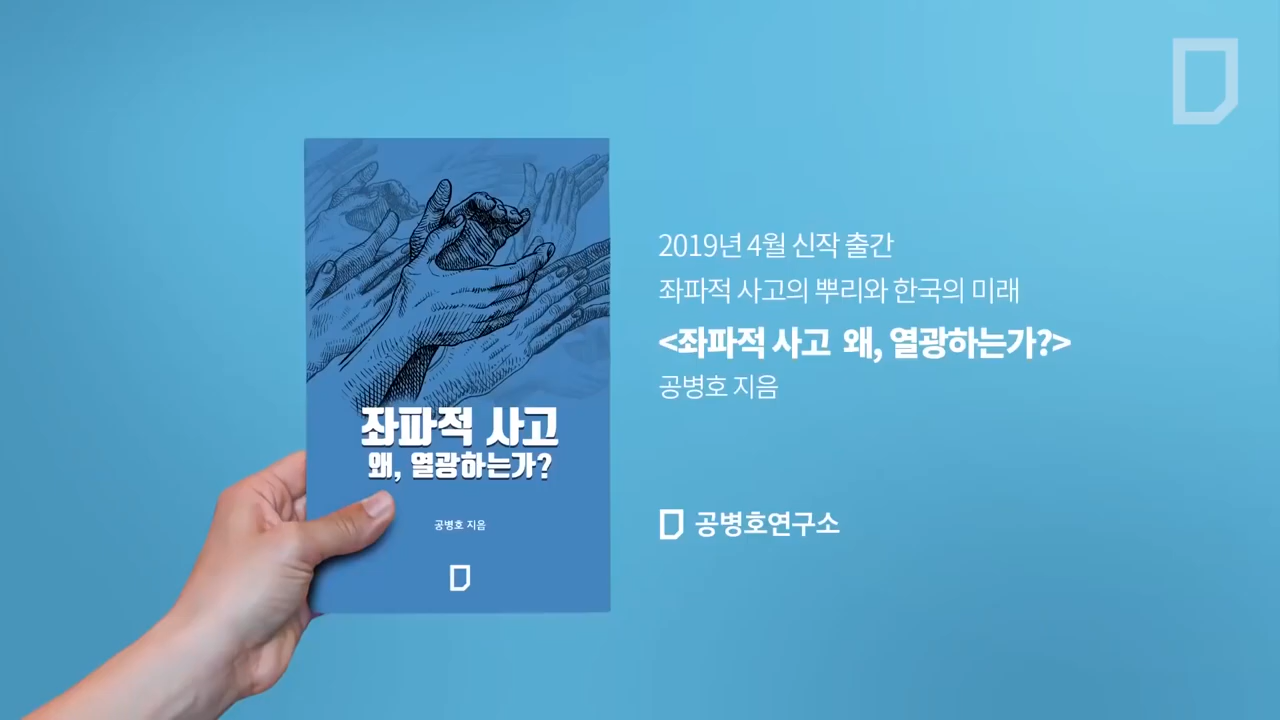 좌파적 사고
왜, 열광하는가?
공병호 지음
2019년 4월 신작 출간
좌파적 사고의 뿌리와 한국의 미래
<좌파적 사고 왜, 열광하는가?>
공병호 지음
공병호연구소